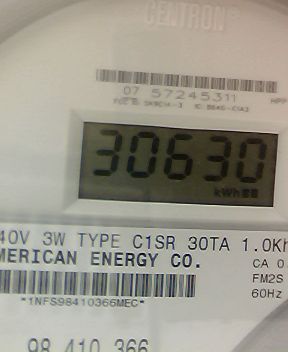 CENTRON®
07 57245311
30630
kWh
40V 3W TYPE C1SR 30TA 1.0Kh
MERICAN ENERGY CO.
CA 0.
FM2S
60Hz
*1NFS98410366MEC*
98 410 366